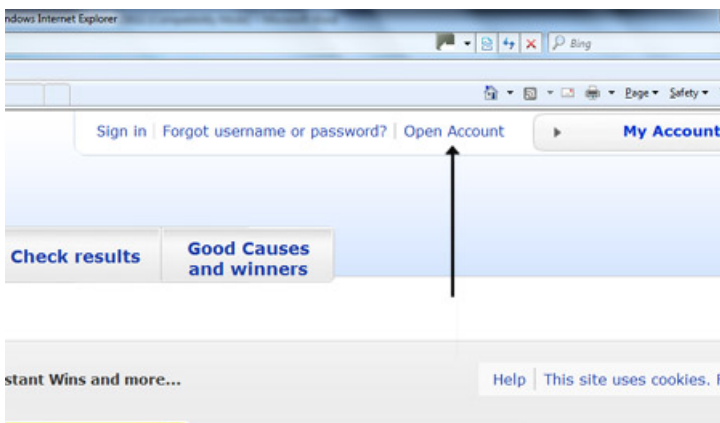 ndows Internet Explorer
Bing
Page Safety
Sign in Forgot username or password? Open Account My Account
Check results
Good Causes
and winners
stant Wins and more...
Help This site uses cookies.